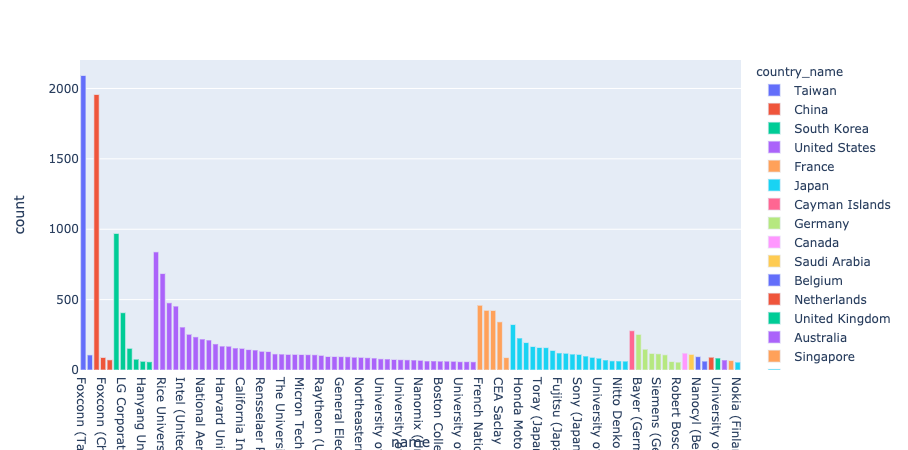 country_name
Taiwan
China
South Korea
United States
France
Japan
Cayman Islands
Germany
Canada
Saudi Arabia
Belgium
Netherlands
United Kingdom
Australia
Singapore
count
2000
1500
1000
500
0
Foxconn (Ta
Foxconn (Ch
LG Corporat
Hanyang Un
Rice Univers
Intel (United
National Aer
Harvard Uni
California In
Rensselaer P
The Universi
Micron Tech
Raytheon (U
General Elec
Northeastern
University o
University o
Nanomix (
Boston Colle
University o
French Natio
CEA Saclay
Honda Moto
Toray (Japan
Fujitsu (Japa
Sony (Japan
University o
Nitto Denko
Bayer (Germ
Siemens (Ge
Robert Bosc
Nanocyl (Be
University o
Nokia (Finlan
name